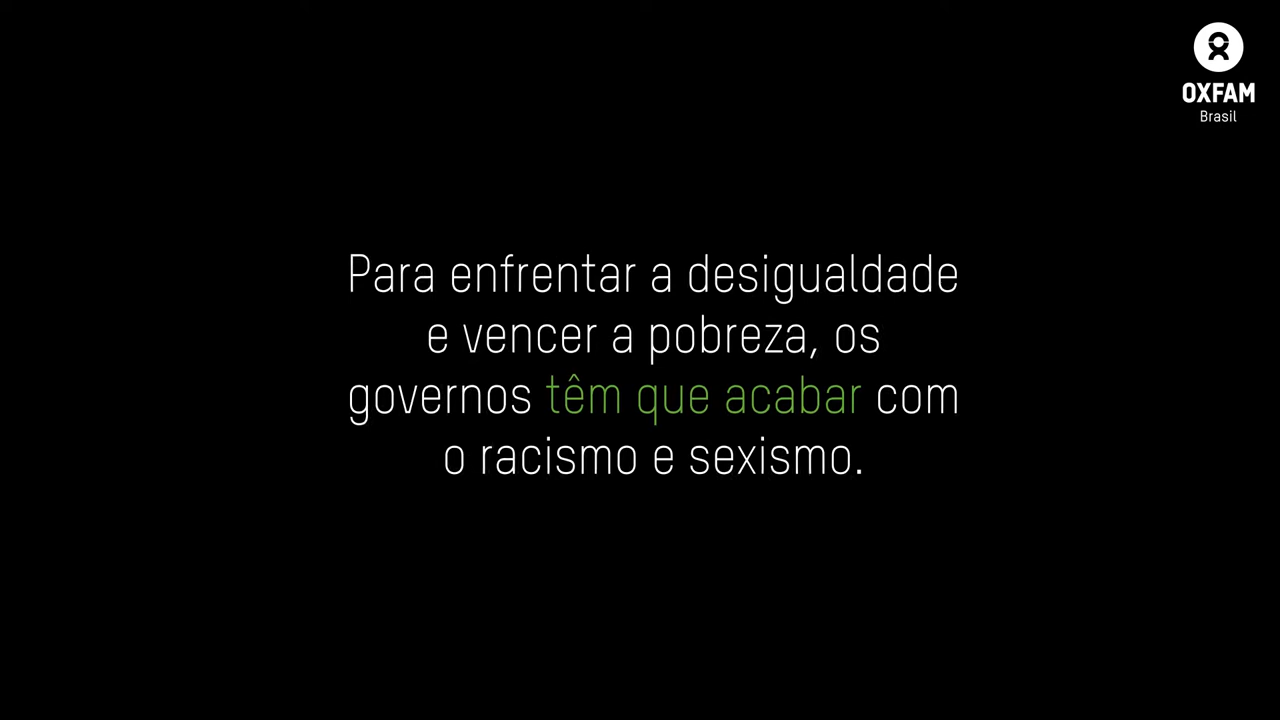 OXFAM
Brasil
Para enfrentar a desigualdade
e vencer a pobreza, os
governos têm que acabar com
o racismo e sexismo.